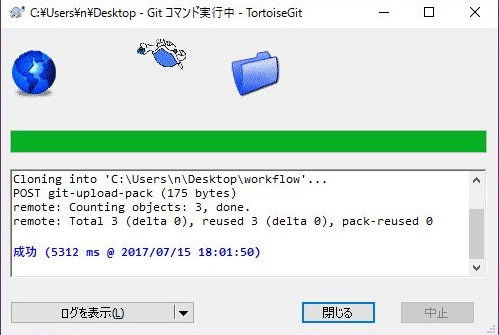 C:¥Users¥n¥Desktop - Git コマンド実行中 - TortoiseGit
Cloning into 'C:\Users\n\Desktop\workflow'...
POST git-upload-pack (175 bytes)
remote: Counting objects: 3, done.
remote: Total 3 (delta 0), reused 3 (delta 0), pack-reused 0
成功 (5312 ms @ 2017/07/15 18:01:50)
ログを表示(L)
閉じる
中止